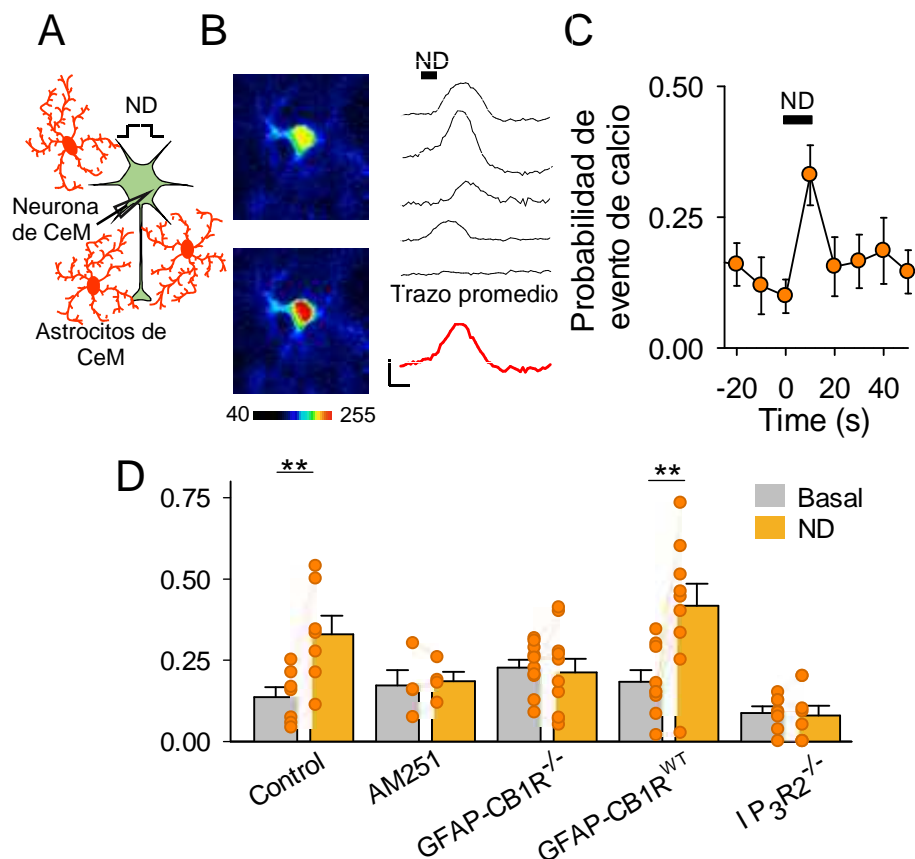 A
ND
Neurona
de CeM
Astrocitos de
CeM
B
40
255
ND
Trazo promedio
C
Probabilidad de
evento de calcio
0.50
0.25
0.00
ND
-20 0 20 40
Time (s)
D
0.75
0.50
0.25
0.00
**
**
Basal
ND
Control
AM251
GFAP-CB1R-/-
GFAP-CB1RWT
I P3R2-/-